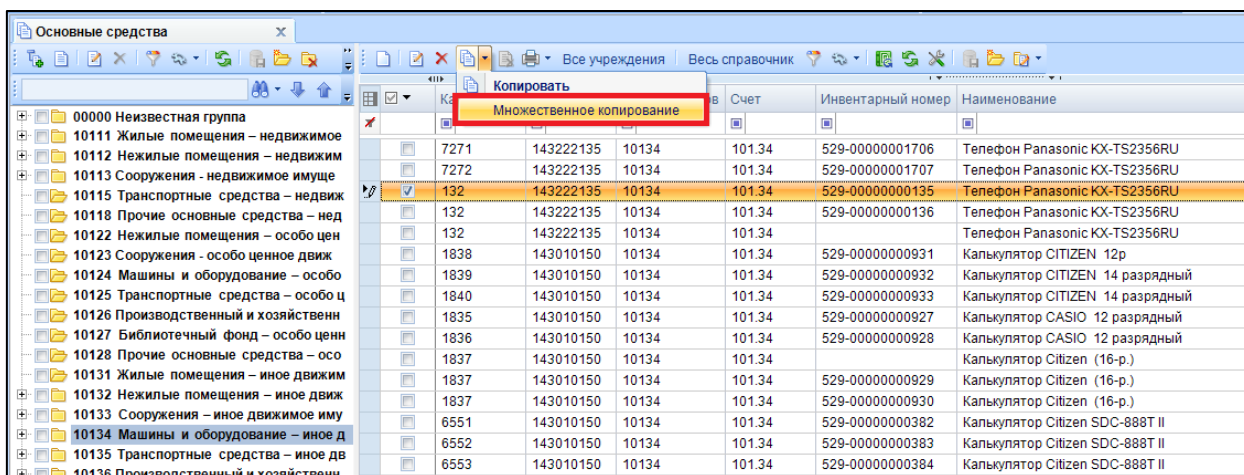 Основные средства
Все учреждения Весь справочник
Копировать
Множественное копирование
Счет Инвентарный номер Наименование
00000 Неизвестная группа
10111 Жилые помещения – недвижимое
10112 Нежилые помещения – недвижим
10113 Сооружения - недвижимое имуще
10115 Транспортные средства – недвиж
10118 Прочие основные средства – нед
10122 Нежилые помещения – особо цен
10123 Сооружения - особо ценное движ
10124 Машины и оборудование – особо
10125 Транспортные средства – особо ц
10126 Производственный и хозяйственн
10127 Библиотечный фонд – особо ценн
10128 Прочие основные средства – осо
10131 Жилые помещения – иное движим
10132 Нежилые помещения – иное движ
10133 Сооружения – иное движимое иму
10134 Машины и оборудование – иное д
10135 Транспортные средства – иное дв
10136 Производственный и хозяйственн
7271 143222135 10134 101.34 529-00000001706 Телефон Panasonic KX-TS2356RU
7272 143222135 10134 101.34 529-00000001707 Телефон Panasonic KX-TS2356RU
132 143222135 10134 101.34 529-00000000135 Телефон Panasonic KX-TS2356RU
132 143222135 10134 101.34 529-00000000136 Телефон Panasonic KX-TS2356RU
132 143222135 10134 101.34 Телефон Panasonic KX-TS2356RU
1838 143010150 10134 101.34 529-00000000931 Калькулятор CITIZEN 12р
1839 143010150 10134 101.34 529-00000000932 Калькулятор CITIZEN 14 разрядный
1840 143010150 10134 101.34 529-00000000933 Калькулятор CITIZEN 14 разрядный
1835 143010150 10134 101.34 529-00000000927 Калькулятор CASIO 12 разрядный
1836 143010150 10134 101.34 529-00000000928 Калькулятор CASIO 12 разрядный
1837 143010150 10134 101.34 Калькулятор Citizen (16-р.)
1837 143010150 10134 101.34 529-00000000929 Калькулятор Citizen (16-р.)
1837 143010150 10134 101.34 529-00000000930 Калькулятор Citizen (16-р.)
6551 143010150 10134 101.34 529-00000000382 Калькулятор Citizen SDC-888T II
6552 143010150 10134 101.34 529-00000000383 Калькулятор Citizen SDC-888T II
6553 143010150 10134 101.34 529-00000000384 Калькулятор Citizen SDC-888T II